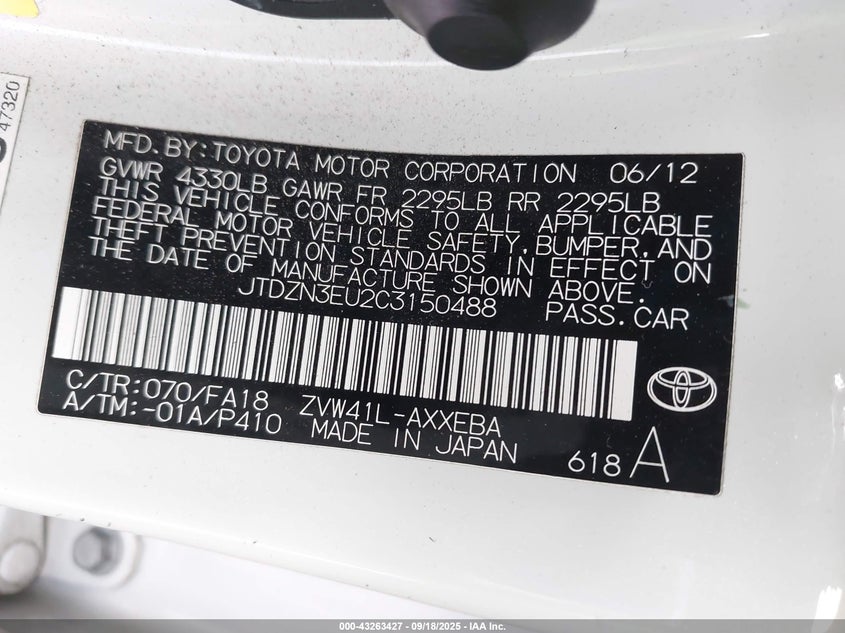 47320
MFD. BY: TOYOTA MOTOR CORPORATION 06/12
GVWR 4330LB GAWR FR 2295LB RR 2295LB
THIS VEHICLE CONFORMS TO ALL APPLICABLE
FEDERAL MOTOR VEHICLE SAFETY, BUMPER, AND
THEFT PREVENTION STANDARDS IN EFFECT ON
THE DATE OF MANUFACTURE SHOWN ABOVE.
JTDZN3EU2C3150488 PASS. CAR
C/TR: 070/FA18 ZVW41L-AXXEBA
A/TM: -01A/P410 MADE IN JAPAN
618 A
000-43263427 - 09/18/2025 - IAA Inc.